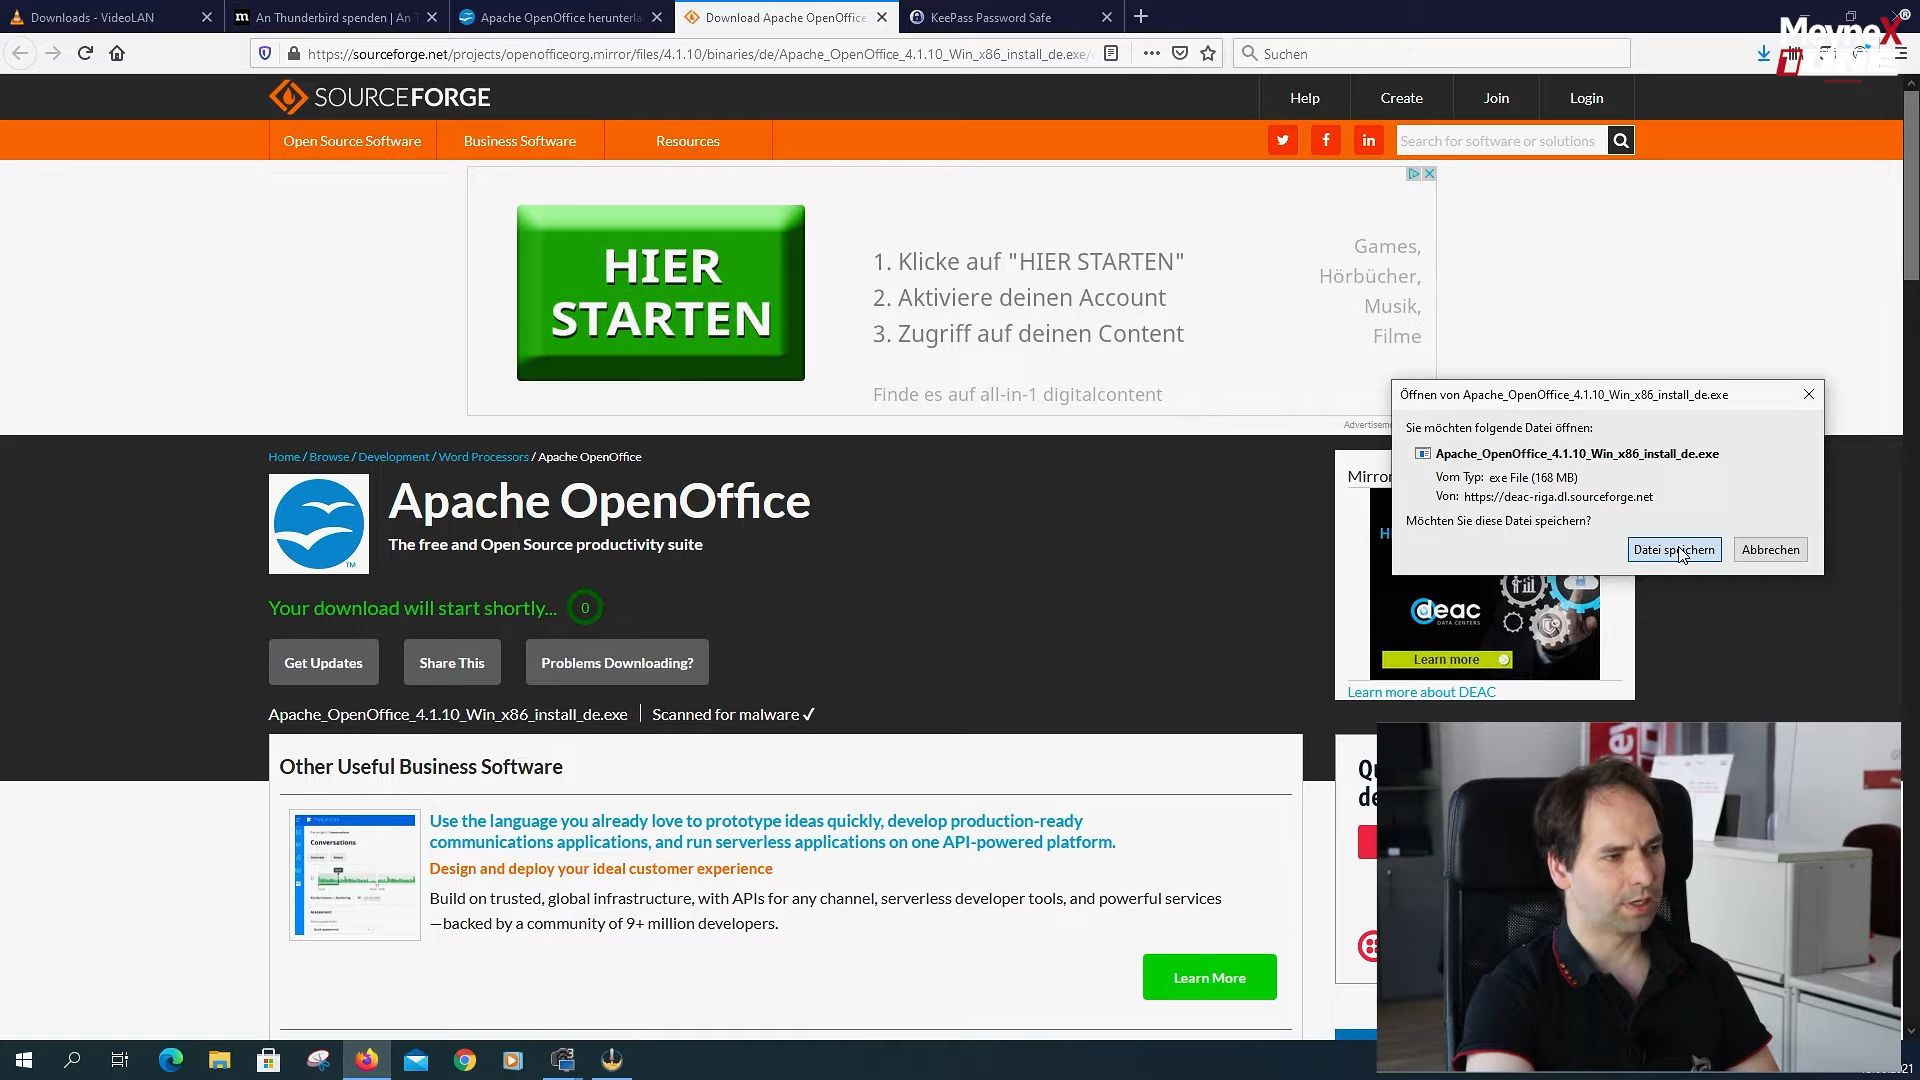 Downloads - VideoLAN
An Thunderbird spenden | An T
Apache OpenOffice herunterla
Download Apache OpenOffice
KeePass Password Safe
MeyneX®
https://sourceforge.net/projects/openofficeorg.mirror/files/4.1.10/binaries/de/Apache_OpenOffice_4.1.10_Win_x86_install_de.exe/
Suchen
SOURCEFORGE
Help
Create
Join
Login
Open Source Software
Business Software
Resources
Search for software or solutions
HIER
STARTEN
1. Klicke auf "HIER STARTEN"
2. Aktiviere deinen Account
3. Zugriff auf deinen Content
Finde es auf all-in-1 digitalcontent
Games,
Hörbücher,
Musik,
Filme
Öffnen von Apache_OpenOffice_4.1.10_Win_x86_install_de.exe
Sie möchten folgende Datei öffnen:
Apache_OpenOffice_4.1.10_Win_x86_install_de.exe
Vom Typ: exe File (168 MB)
Von: https://deac-riga.dl.sourceforge.net
Möchten Sie diese Datei speichern?
Datei speichern
Abbrechen
Home / Browse / Development / Word Processors / Apache OpenOffice
TM
Apache OpenOffice
The free and Open Source productivity suite
Your download will start shortly... 0
Get Updates
Share This
Problems Downloading?
Apache_OpenOffice_4.1.10_Win_x86_install_de.exe
Scanned for malware ✓
deac
DATA CENTERS
Learn more
Learn more about DEAC
Other Useful Business Software
Conversations
Use the language you already love to prototype ideas quickly, develop production-ready
communications applications, and run serverless applications on one API-powered platform.
Design and deploy your ideal customer experience
Build on trusted, global infrastructure, with APIs for any channel, serverless developer tools, and powerful services
—backed by a community of 9+ million developers.
Learn More